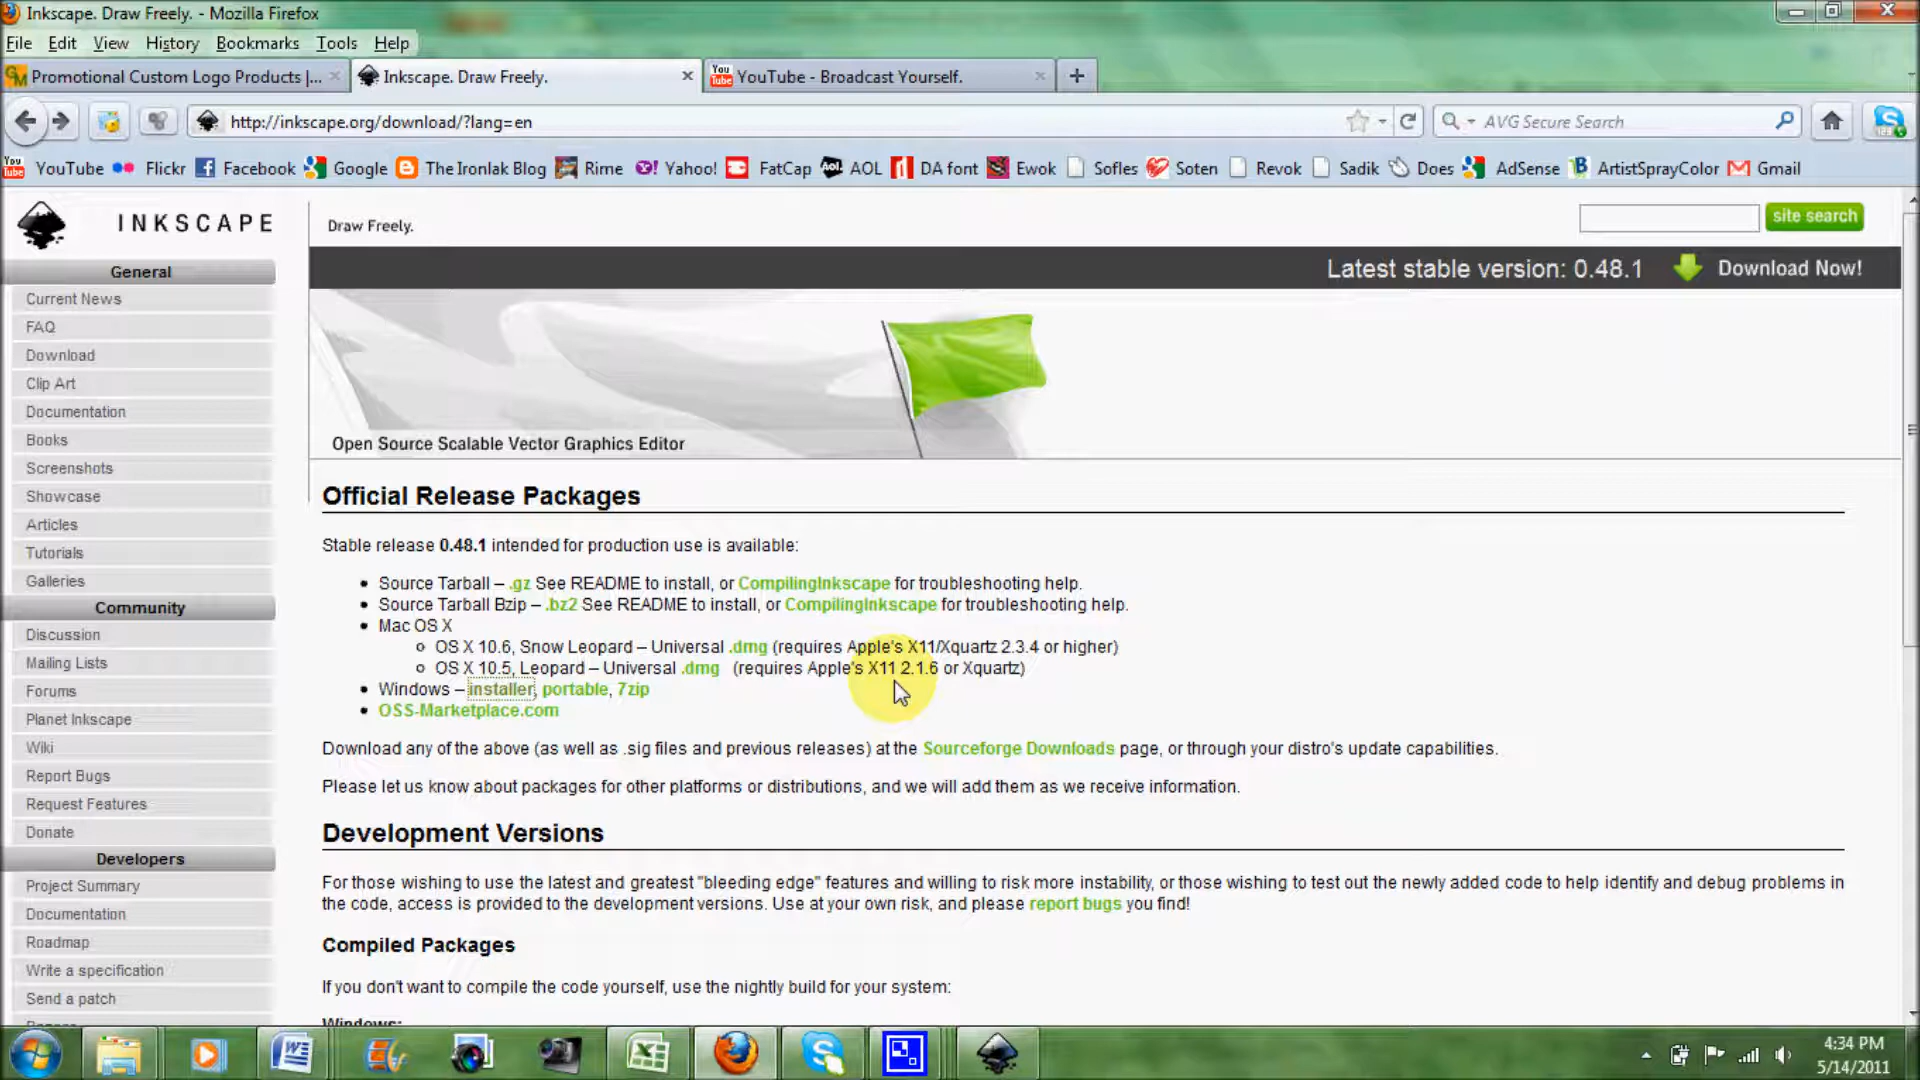 Inkscape. Draw Freely. - Mozilla Firefox
File Edit View History Bookmarks Tools Help
Promotional Custom Logo Products |... Inkscape. Draw Freely. YouTube - Broadcast Yourself.
http://inkscape.org/download/?lang=en AVG Secure Search
YouTube Flickr Facebook Google The Ironlak Blog Rime Yahoo! FatCap AOL DA font Ewok Sofles Soten Revok Sadik Does AdSense ArtistSprayColor Gmail
INKSCAPE
Draw Freely.
site search
Latest stable version: 0.48.1 Download Now!
Open Source Scalable Vector Graphics Editor
General
Current News
FAQ
Download
Clip Art
Documentation
Books
Screenshots
Showcase
Articles
Tutorials
Galleries
Community
Discussion
Mailing Lists
Forums
Planet Inkscape
Wiki
Report Bugs
Request Features
Donate
Developers
Project Summary
Documentation
Roadmap
Write a specification
Send a patch
Official Release Packages
Stable release 0.48.1 intended for production use is available:
Source Tarball – .gz See README to install, or CompilingInkscape for troubleshooting help.
Source Tarball Bzip – .bz2 See README to install, or CompilingInkscape for troubleshooting help.
Mac OS X
OS X 10.6, Snow Leopard – Universal .dmg (requires Apple's X11/Xquartz 2.3.4 or higher)
OS X 10.5, Leopard – Universal .dmg (requires Apple's X11 2.1.6 or Xquartz)
Windows – installer, portable, 7zip
OSS-Marketplace.com
Download any of the above (as well as .sig files and previous releases) at the Sourceforge Downloads page, or through your distro's update capabilities.
Please let us know about packages for other platforms or distributions, and we will add them as we receive information.
Development Versions
For those wishing to use the latest and greatest "bleeding edge" features and willing to risk more instability, or those wishing to test out the newly added code to help identify and debug problems in
the code, access is provided to the development versions. Use at your own risk, and please report bugs you find!
Compiled Packages
If you don't want to compile the code yourself, use the nightly build for your system:
Windows:
4:34 PM
5/14/2011